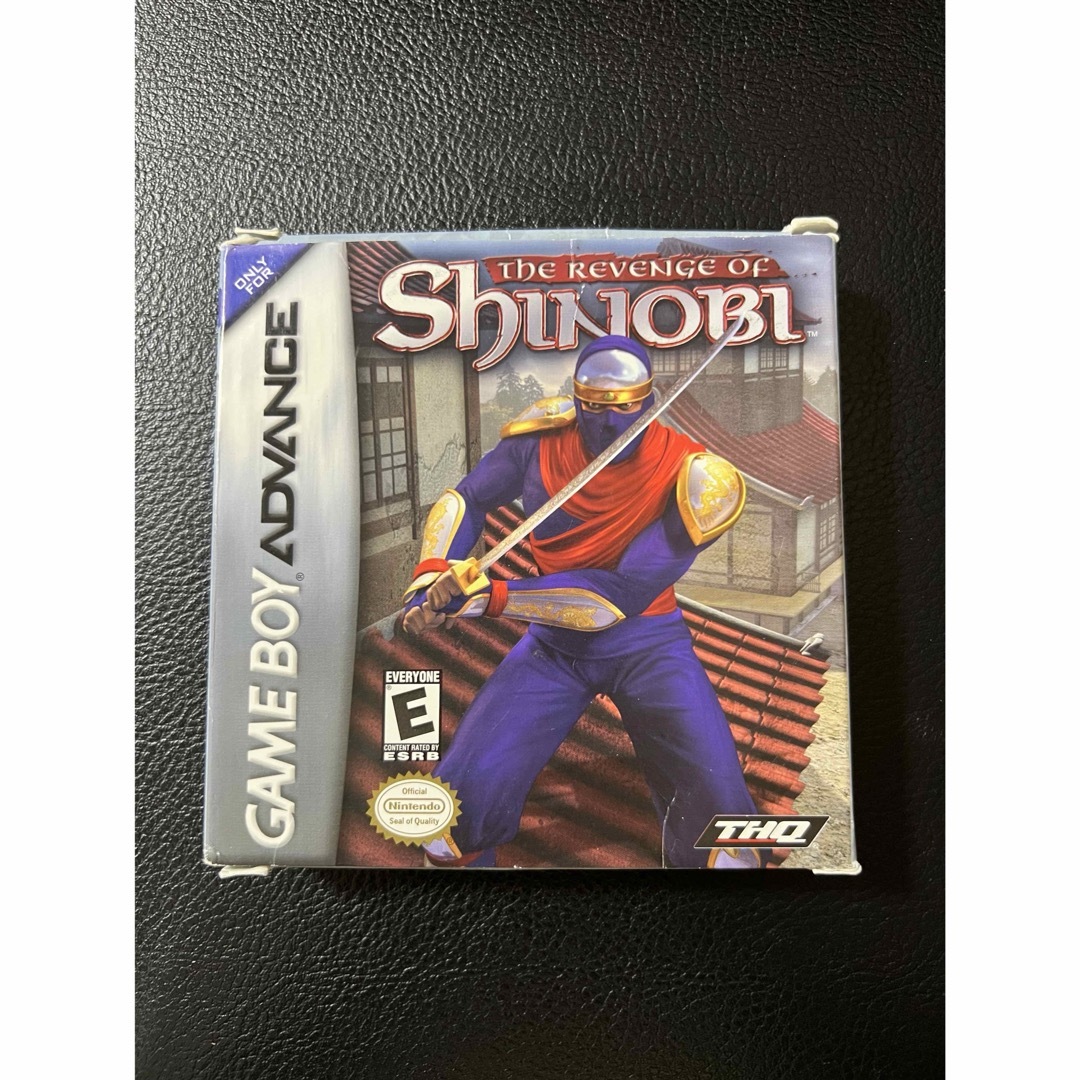 ONLY
FOR
GAME BOY® ADVANCE
THE REVENGE OF
SHINOBI™
EVERYONE
E
®
CONTENT RATED BY
ESRB
Official
Nintendo
Seal of Quality
THQ